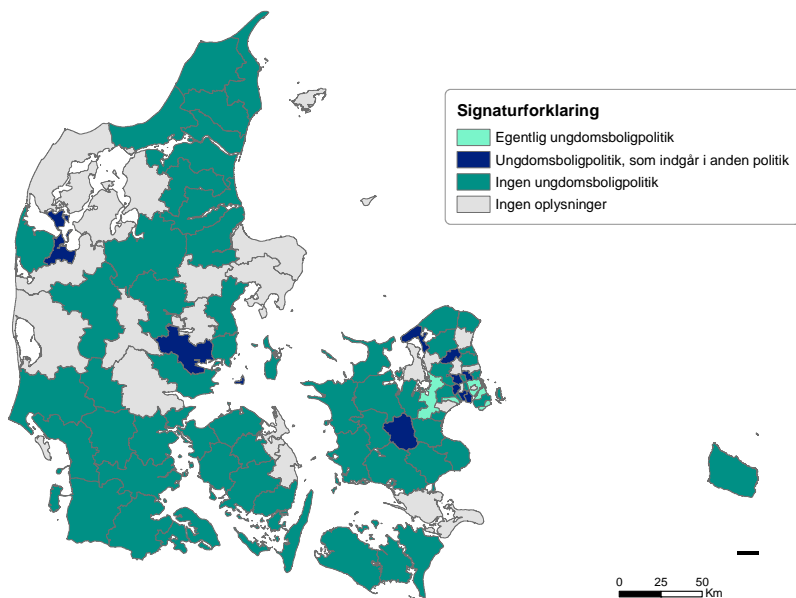 Signaturforklaring
Egentlig ungdomsboligpolitik
Ungdomsboligpolitik, som indgår i anden politik
Ingen ungdomsboligpolitik
Ingen oplysninger
0 25 50
Km